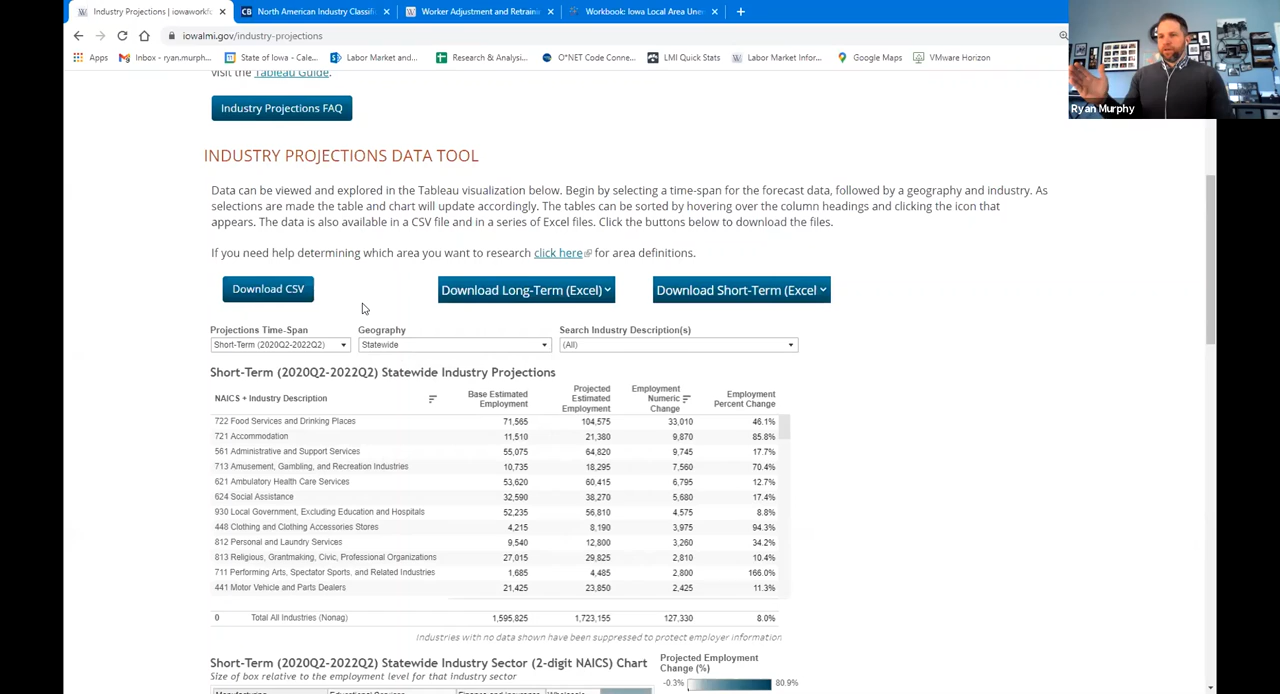 Industry Projections | iowaworkf
North American Industry Classifi
Worker Adjustment and Retrainin
Workbook: Iowa Local Area Unem
iowalmi.gov/industry-projections
Apps
Inbox - ryan.murph...
State of Iowa - Cale...
Labor Market and...
Research & Analysi...
O*NET Code Conne...
LMI Quick Stats
Labor Market Infor...
Google Maps
VMware Horizon
Ryan Murphy
visit the Tableau Guide.
Industry Projections FAQ
INDUSTRY PROJECTIONS DATA TOOL
Data can be viewed and explored in the Tableau visualization below. Begin by selecting a time-span for the forecast data, followed by a geography and industry. As
selections are made the table and chart will update accordingly. The tables can be sorted by hovering over the column headings and clicking the icon that
appears. The data is also available in a CSV file and in a series of Excel files. Click the buttons below to download the files.
If you need help determining which area you want to research click here for area definitions.
Download CSV
Download Long-Term (Excel)
Download Short-Term (Excel
Projections Time-Span
Geography
Search Industry Description(s)
Short-Term (2020Q2-2022Q2)
Statewide
(All)
Short-Term (2020Q2-2022Q2) Statewide Industry Projections
NAICS + Industry Description
Base Estimated Employment
Projected Estimated Employment
Employment Numeric Change
Employment Percent Change
722 Food Services and Drinking Places 71,565 104,575 33,010 46.1%
721 Accommodation 11,510 21,380 9,870 85.8%
561 Administrative and Support Services 55,075 64,820 9,745 17.7%
713 Amusement, Gambling, and Recreation Industries 10,735 18,295 7,560 70.4%
621 Ambulatory Health Care Services 53,620 60,415 6,795 12.7%
624 Social Assistance 32,590 38,270 5,680 17.4%
930 Local Government, Excluding Education and Hospitals 52,235 56,810 4,575 8.8%
448 Clothing and Clothing Accessories Stores 4,215 8,190 3,975 94.3%
812 Personal and Laundry Services 9,540 12,800 3,260 34.2%
813 Religious, Grantmaking, Civic, Professional Organizations 27,015 29,825 2,810 10.4%
711 Performing Arts, Spectator Sports, and Related Industries 1,685 4,485 2,800 166.0%
441 Motor Vehicle and Parts Dealers 21,425 23,850 2,425 11.3%
0 Total All Industries (Nonag) 1,595,825 1,723,155 127,330 8.0%
Industries with no data shown have been suppressed to protect employer information
Short-Term (2020Q2-2022Q2) Statewide Industry Sector (2-digit NAICS) Chart
Size of box relative to the employment level for that industry sector
Projected Employment
Change (%)
-0.3% 80.9%